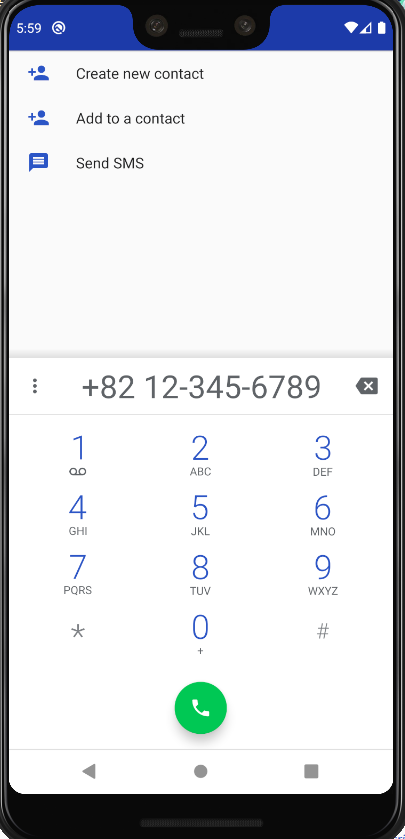 5:59
Create new contact
Add to a contact
Send SMS
+82 12-345-6789
1 2 3
ABC DEF
4 5 6
GHI JKL MNO
7 8 9
PQRS TUV WXYZ
* 0 #
+